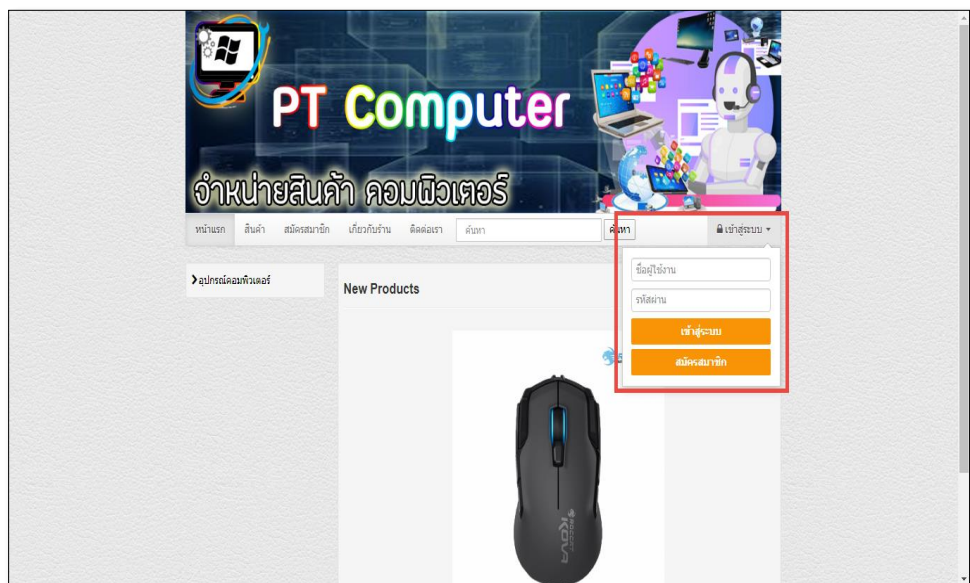 PT Computer
จำหน่ายสินค้า คอมพิวเตอร์
หน้าแรก สินค้า สมัครสมาชิก เกี่ยวกับร้าน ติดต่อเรา ค้นหา ค้นหา เข้าสู่ระบบ
อุปกรณ์คอมพิวเตอร์
New Products
ชื่อผู้ใช้งาน
รหัสผ่าน
เข้าสู่ระบบ
สมัครสมาชิก
ROCCAT
KOVA